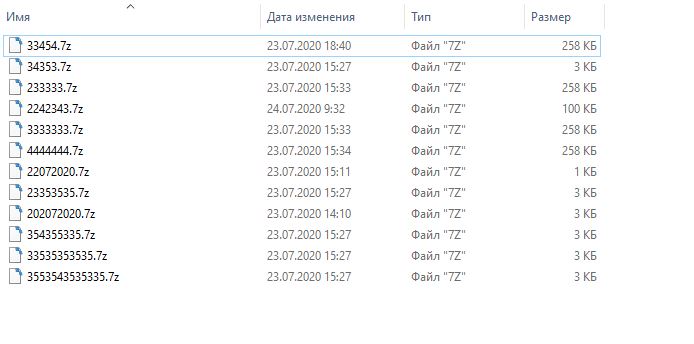 Имя Дата изменения Тип Размер
33454.7z 23.07.2020 18:40 Файл "7Z" 258 КБ
34353.7z 23.07.2020 15:27 Файл "7Z" 3 КБ
233333.7z 23.07.2020 15:33 Файл "7Z" 258 КБ
2242343.7z 24.07.2020 9:32 Файл "7Z" 100 КБ
3333333.7z 23.07.2020 15:33 Файл "7Z" 258 КБ
4444444.7z 23.07.2020 15:34 Файл "7Z" 258 КБ
22072020.7z 23.07.2020 15:11 Файл "7Z" 1 КБ
23353535.7z 23.07.2020 15:27 Файл "7Z" 3 КБ
202072020.7z 23.07.2020 14:10 Файл "7Z" 3 КБ
354355335.7z 23.07.2020 15:27 Файл "7Z" 3 КБ
33535353535.7z 23.07.2020 15:27 Файл "7Z" 3 КБ
3553543535335.7z 23.07.2020 15:27 Файл "7Z" 3 КБ